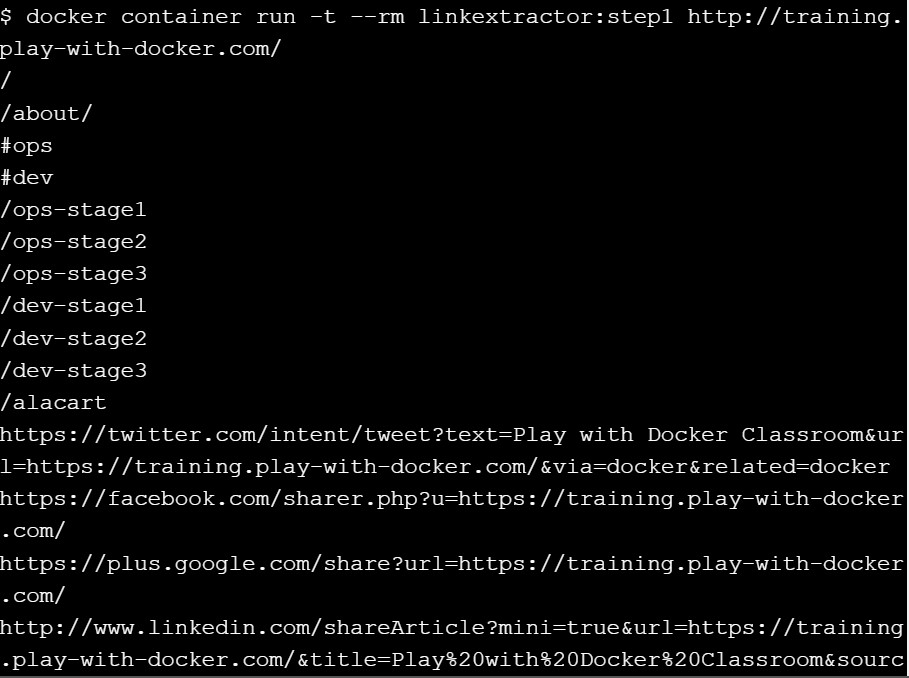 $ docker container run -t --rm linkextractor:step1 http://training.
play-with-docker.com/
/
/about/
#ops
#dev
/ops-stage1
/ops-stage2
/ops-stage3
/dev-stage1
/dev-stage2
/dev-stage3
/alacart
https://twitter.com/intent/tweet?text=Play with Docker Classroom&ur
l=https://training.play-with-docker.com/&via=docker&related=docker
https://facebook.com/sharer.php?u=https://training.play-with-docker
.com/
https://plus.google.com/share?url=https://training.play-with-docker
.com/
http://www.linkedin.com/shareArticle?mini=true&url=https://training
.play-with-docker.com/&title=Play%20with%20Docker%20Classroom&sourc